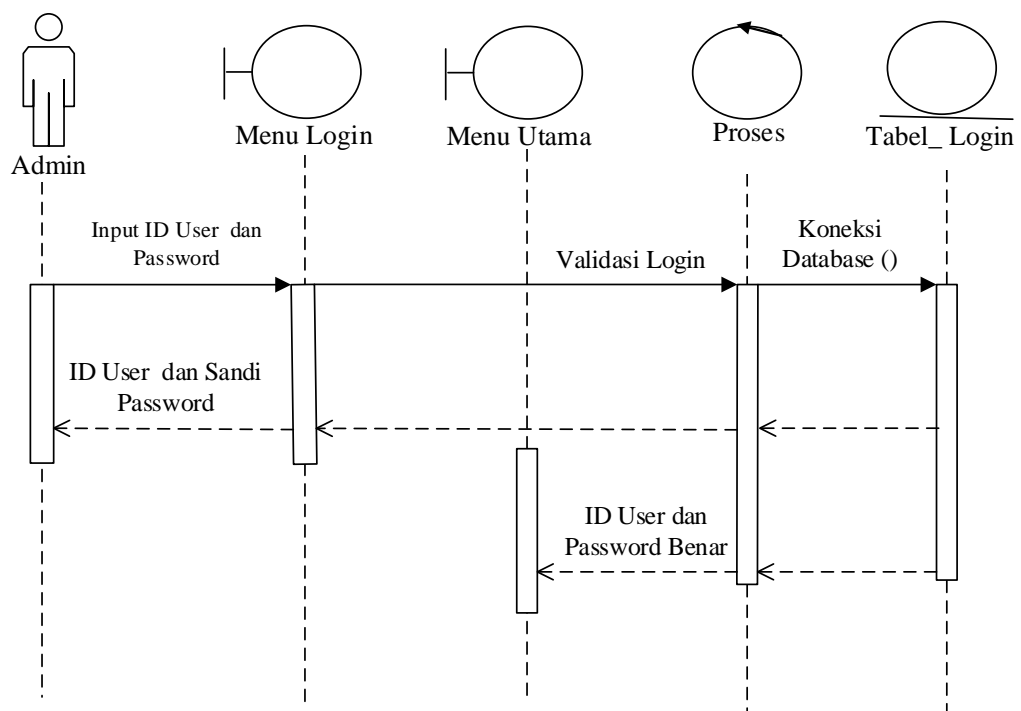 Admin
Menu Login
Menu Utama
Proses
Tabel_ Login
Input ID User dan
Password
Validasi Login
Koneksi
Database ()
ID User dan Sandi
Password
ID User dan
Password Benar